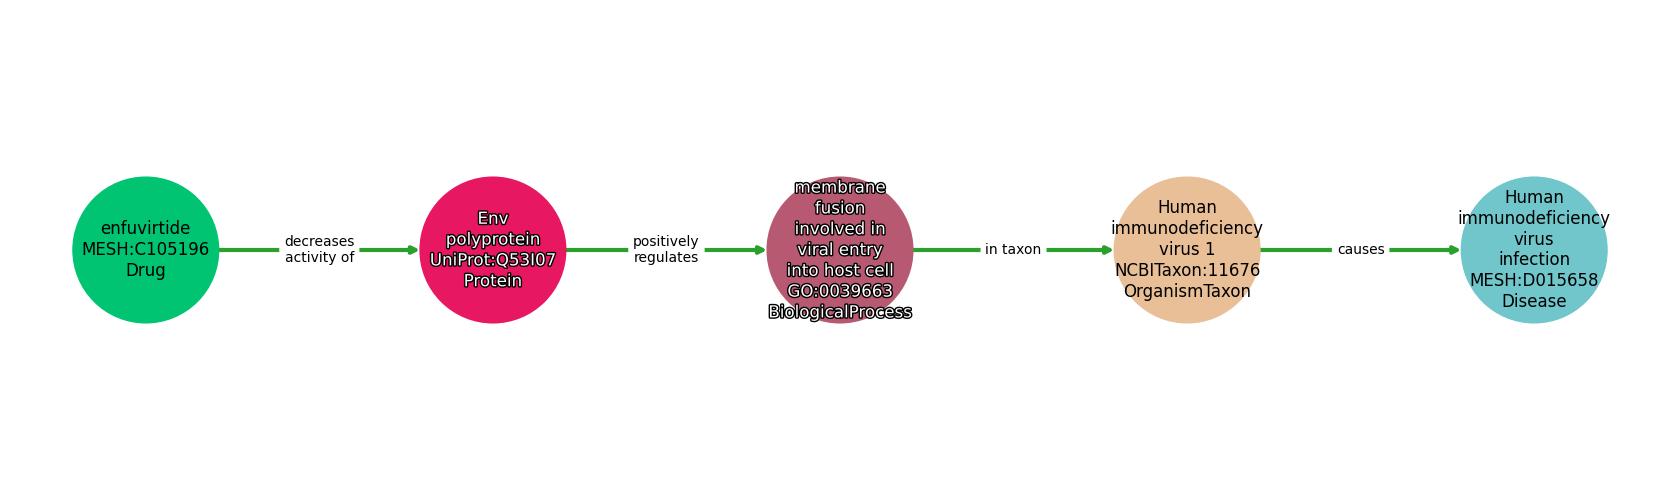 enfuvirtide
MESH:C105196
Drug
decreases
activity of
Env
polyprotein
UniProt:Q53I07
Protein
positively
regulates
membrane
fusion
involved in
viral entry
into host cell
GO:0039663
BiologicalProcess
in taxon
Human
immunodeficiency
virus 1
NCBITaxon:11676
OrganismTaxon
causes
Human
immunodeficiency
virus
infection
MESH:D015658
Disease